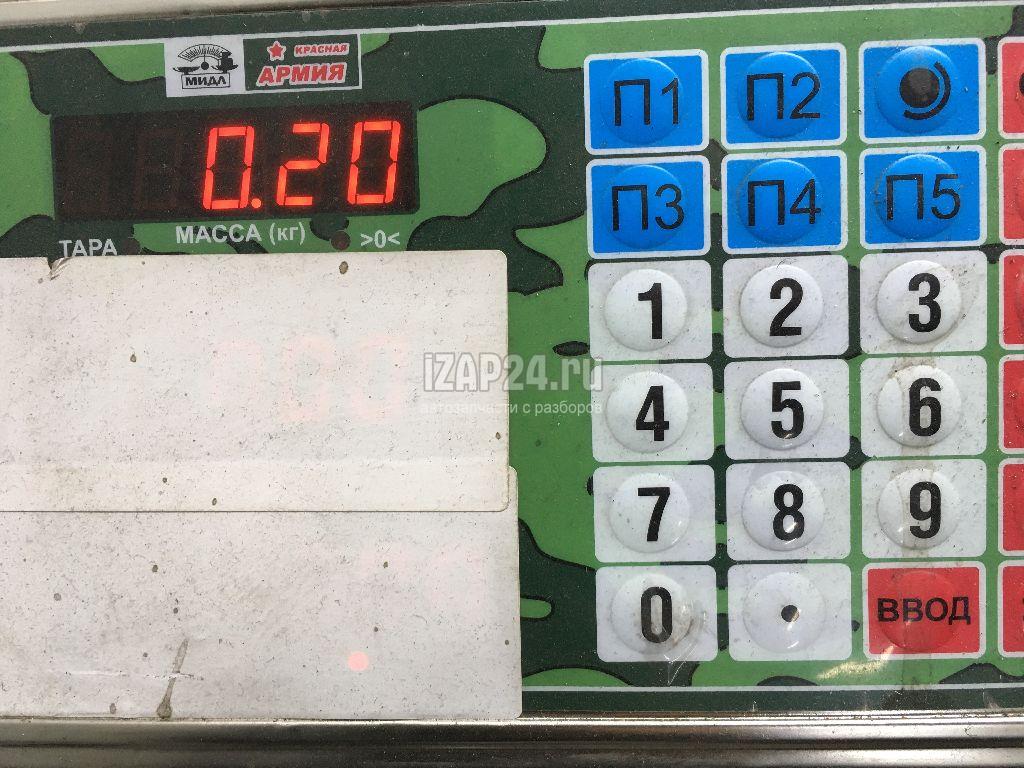 МИДЛ
КРАСНАЯ
АРМИЯ
0.20
ТАРА МАССА (кг) >0<
П1 П2
П3 П4 П5
1 2 3
4 5 6
7 8 9
0 . ВВОД
iZAP24.ru
автозапчасти с разборов